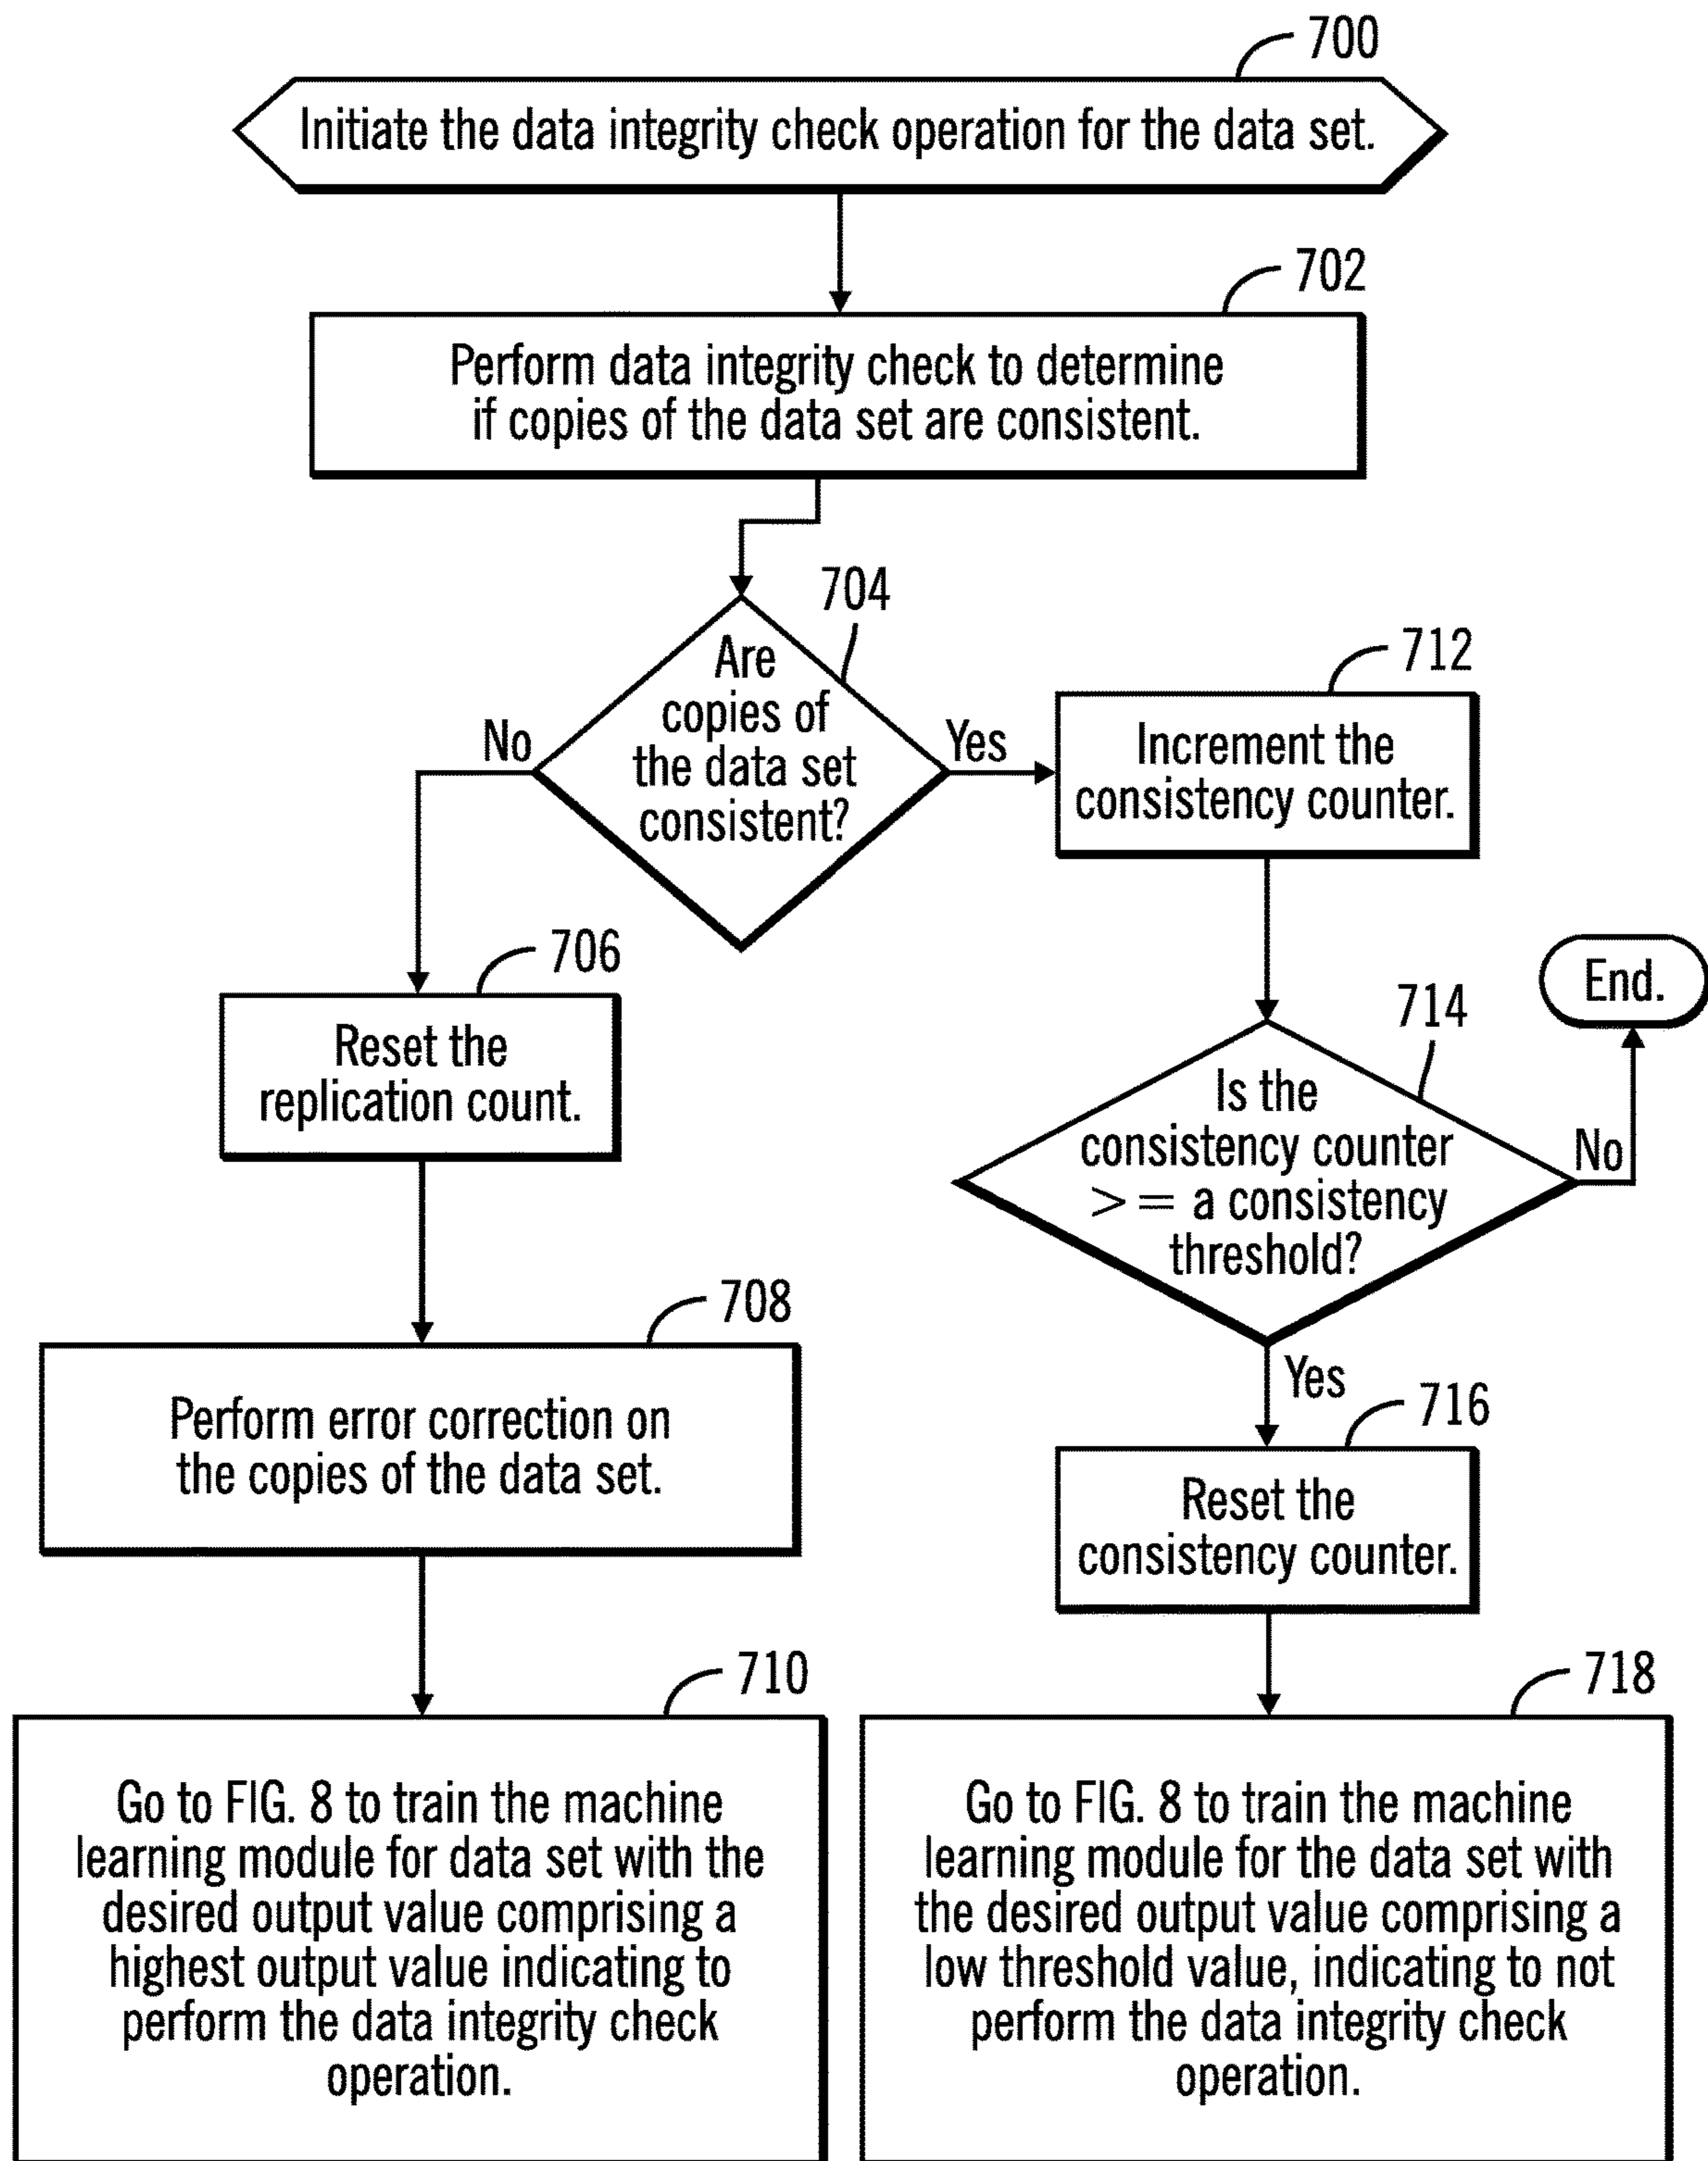 700
Initiate the data integrity check operation for the data set.
702
Perform data integrity check to determine
if copies of the data set are consistent.
704
Are
copies of
the data set
consistent?
No
Yes
712
Increment the
consistency counter.
706
Reset the
replication count.
End.
714
Is the
consistency counter
>= a consistency
threshold?
No
Yes
708
Perform error correction on
the copies of the data set.
716
Reset the
consistency counter.
710
Go to FIG. 8 to train the machine
learning module for data set with the
desired output value comprising a
highest output value indicating to
perform the data integrity check
operation.
718
Go to FIG. 8 to train the machine
learning module for the data set with
the desired output value comprising a
low threshold value, indicating to not
perform the data integrity check
operation.